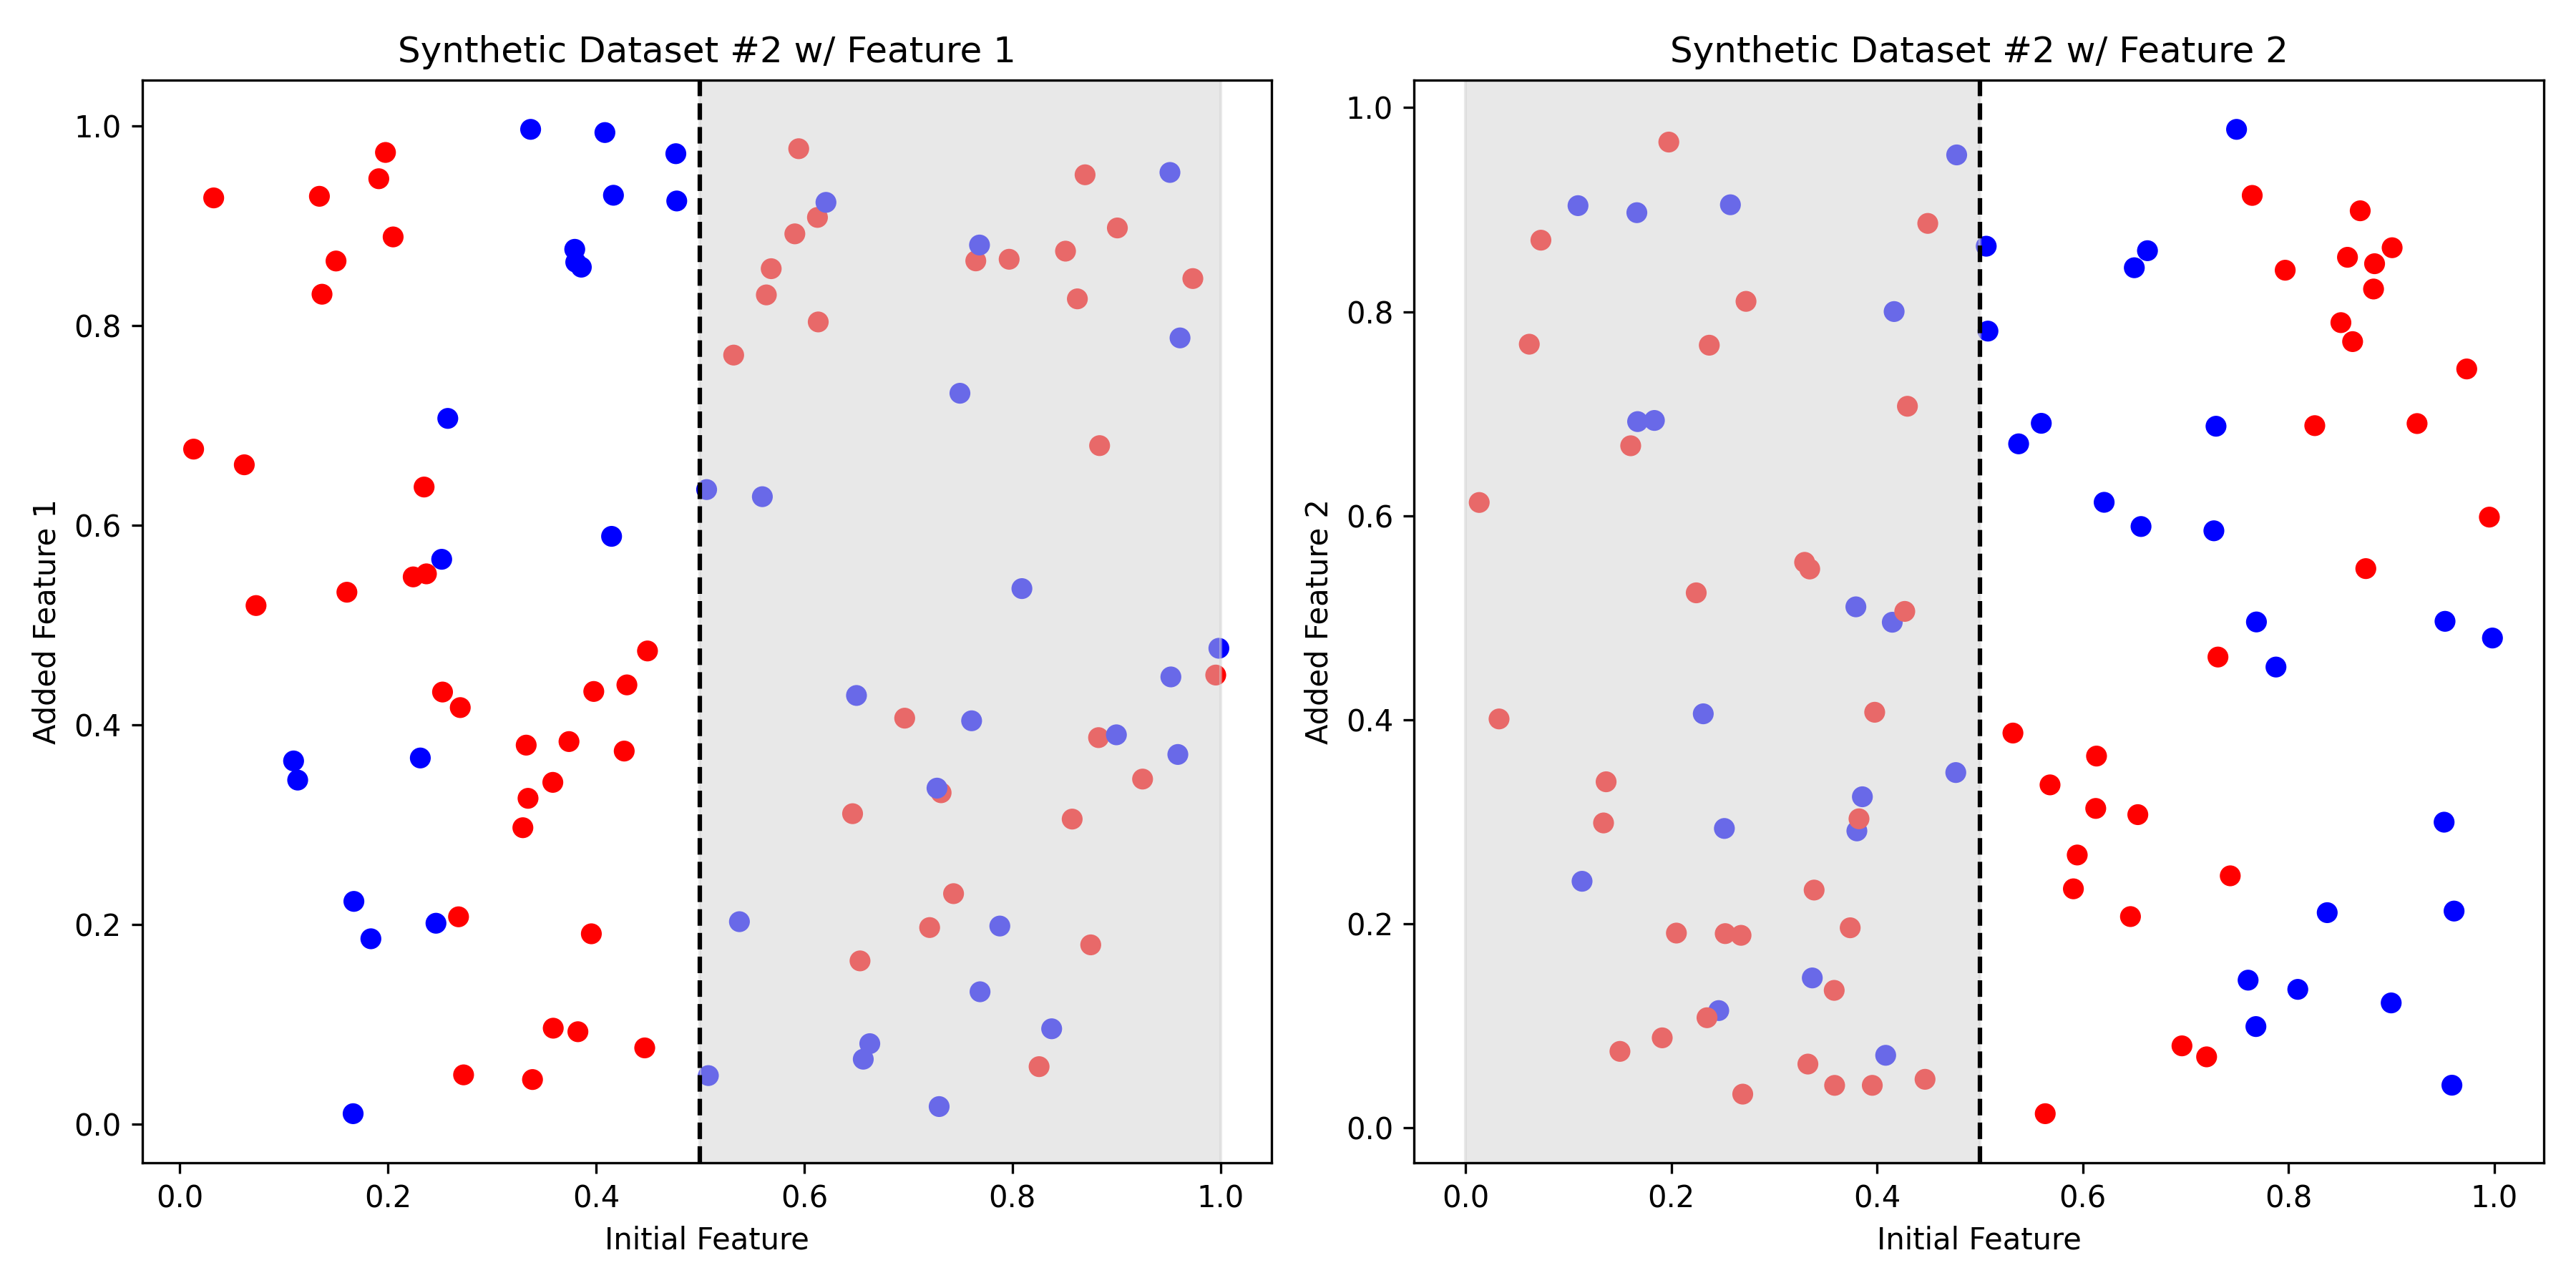 Synthetic Dataset #2 w/ Feature 1
1.0
0.8
0.6
0.4
0.2
0.0
Added Feature 1
0.0 0.2 0.4 0.6 0.8 1.0
Initial Feature
Synthetic Dataset #2 w/ Feature 2
1.0
0.8
0.6
0.4
0.2
0.0
Added Feature 2
0.0 0.2 0.4 0.6 0.8 1.0
Initial Feature